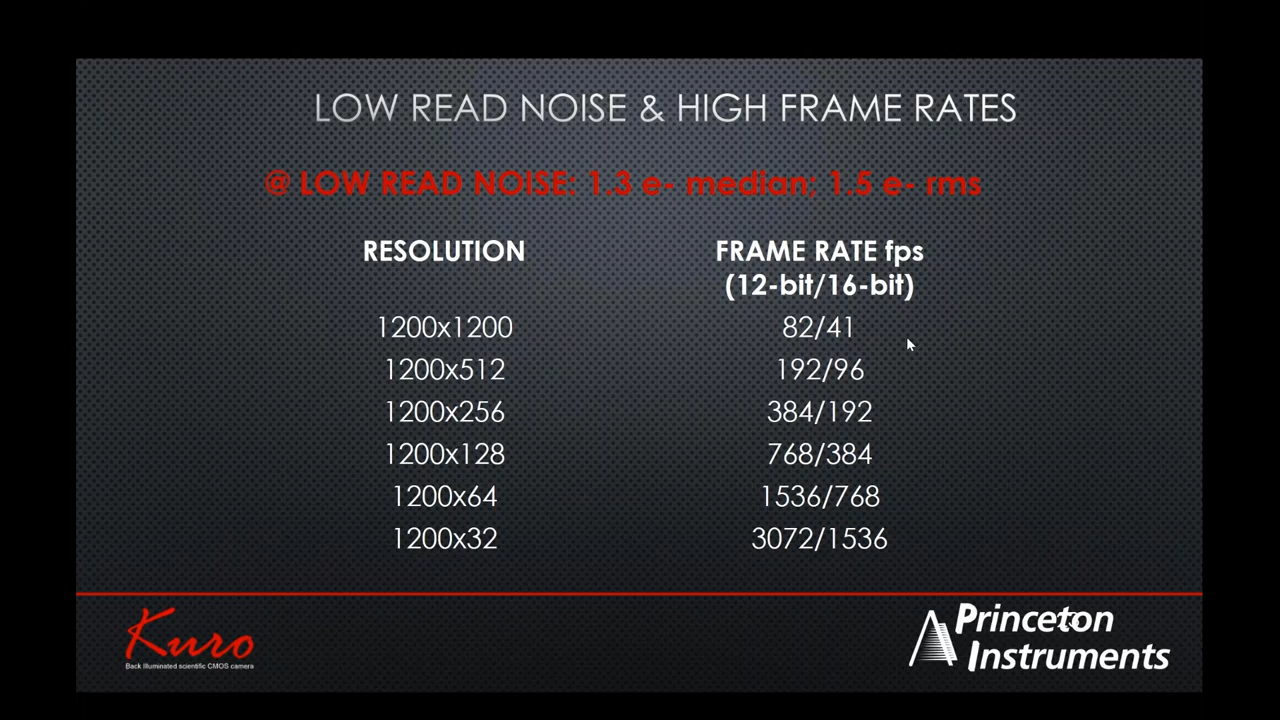 LOW READ NOISE & HIGH FRAME RATES
@ LOW READ NOISE: 1.3 e- median; 1.5 e- rms
RESOLUTION FRAME RATE fps
(12-bit/16-bit)
1200x1200 82/41
1200x512 192/96
1200x256 384/192
1200x128 768/384
1200x64 1536/768
1200x32 3072/1536
Kuro
Back Illuminated scientific CMOS camera
Princeton
Instruments